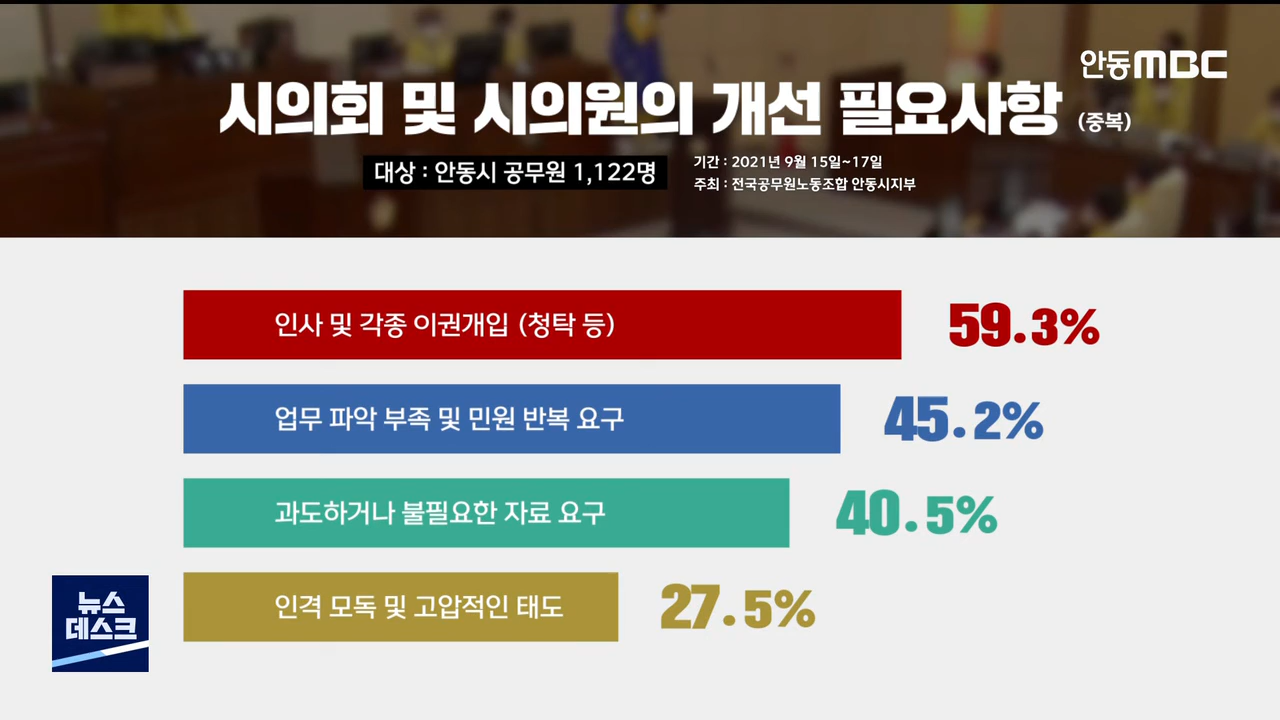 안동MBC
시의회 및 시의원의 개선 필요사항 (중복)
대상 : 안동시 공무원 1,122명
기간 : 2021년 9월 15일~17일
주최 : 전국공무원노동조합 안동시지부
인사 및 각종 이권개입 (청탁 등) 59.3%
업무 파악 부족 및 민원 반복 요구 45.2%
과도하거나 불필요한 자료 요구 40.5%
인격 모독 및 고압적인 태도 27.5%
뉴스
데스크